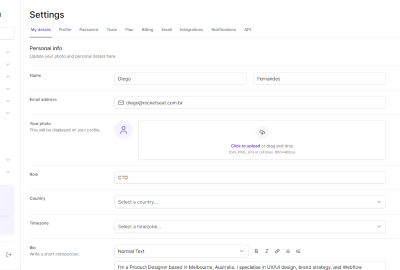 Settings
My details Profile Password Team Plan Billing Email Integrations Notifications API
Personal info
Update your photo and personal details here.
Name
Diego
Fernandes
Email address
diego@rocketseat.com.br
Your photo
This will be displayed on your profile.
Click to upload or drag and drop
SVG, PNG, JPG or GIF
Role
CTO
Country
Select a country...
Timezone
Select a timezone...
Bio
Write a short introduction.
Normal Text
B I
I'm a Product Designer based in Melbourne, Australia. I specialise in UX/UI design, brand strategy, and Webflow